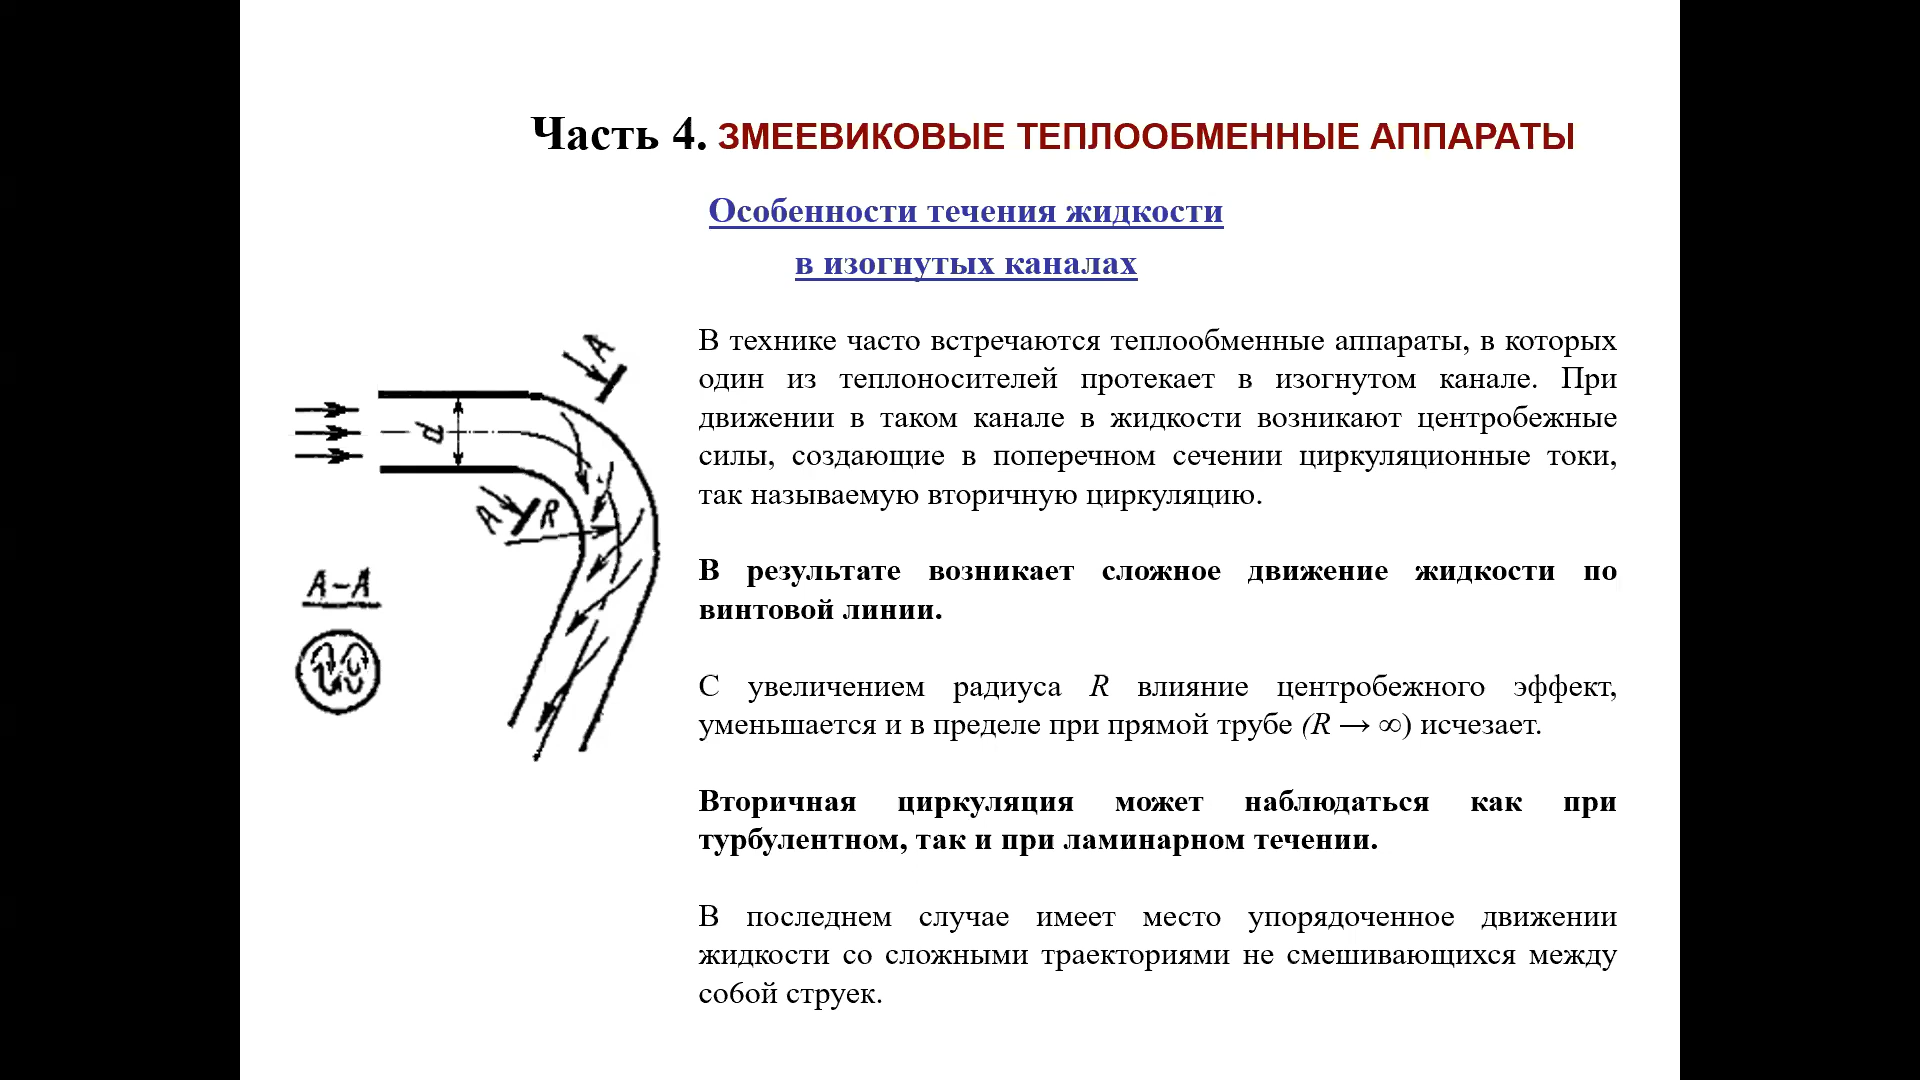 Часть 4. ЗМЕЕВИКОВЫЕ ТЕПЛООБМЕННЫЕ АППАРАТЫ
Особенности течения жидкости
в изогнутых каналах
A
d
A
R
A–A
В технике часто встречаются теплообменные аппараты, в которых
один из теплоносителей протекает в изогнутом канале. При
движении в таком канале в жидкости возникают центробежные
силы, создающие в поперечном сечении циркуляционные токи,
так называемую вторичную циркуляцию.
В результате возникает сложное движение жидкости по
винтовой линии.
С увеличением радиуса R влияние центробежного эффект,
уменьшается и в пределе при прямой трубе (R → ∞) исчезает.
Вторичная циркуляция может наблюдаться как при
турбулентном, так и при ламинарном течении.
В последнем случае имеет место упорядоченное движении
жидкости со сложными траекториями не смешивающихся между
собой струек.